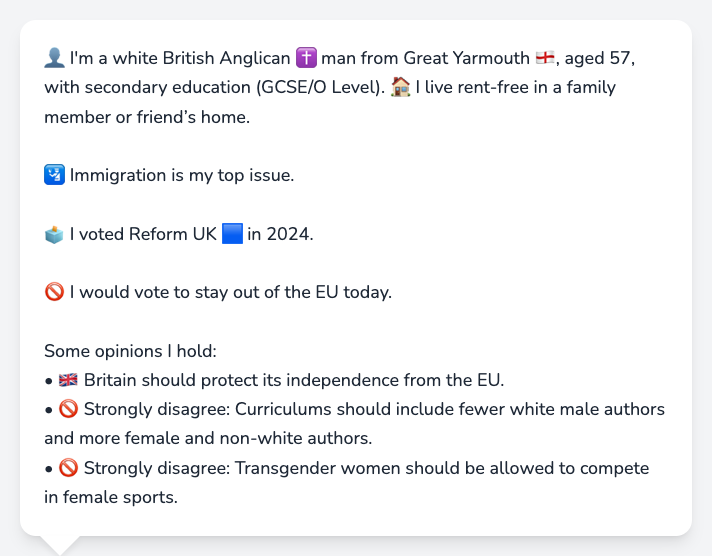 👤 I'm a white British Anglican ✝️ man from Great Yarmouth 🏴󠁧󠁢󠁥󠁮󠁧󠁿, aged 57,
with secondary education (GCSE/O Level). 🏠 I live rent-free in a family
member or friend’s home.
🛂 Immigration is my top issue.
🗳️ I voted Reform UK 🟦 in 2024.
🚫 I would vote to stay out of the EU today.
Some opinions I hold:
• 🇬🇧 Britain should protect its independence from the EU.
• 🚫 Strongly disagree: Curriculums should include fewer white male authors
and more female and non-white authors.
• 🚫 Strongly disagree: Transgender women should be allowed to compete
in female sports.